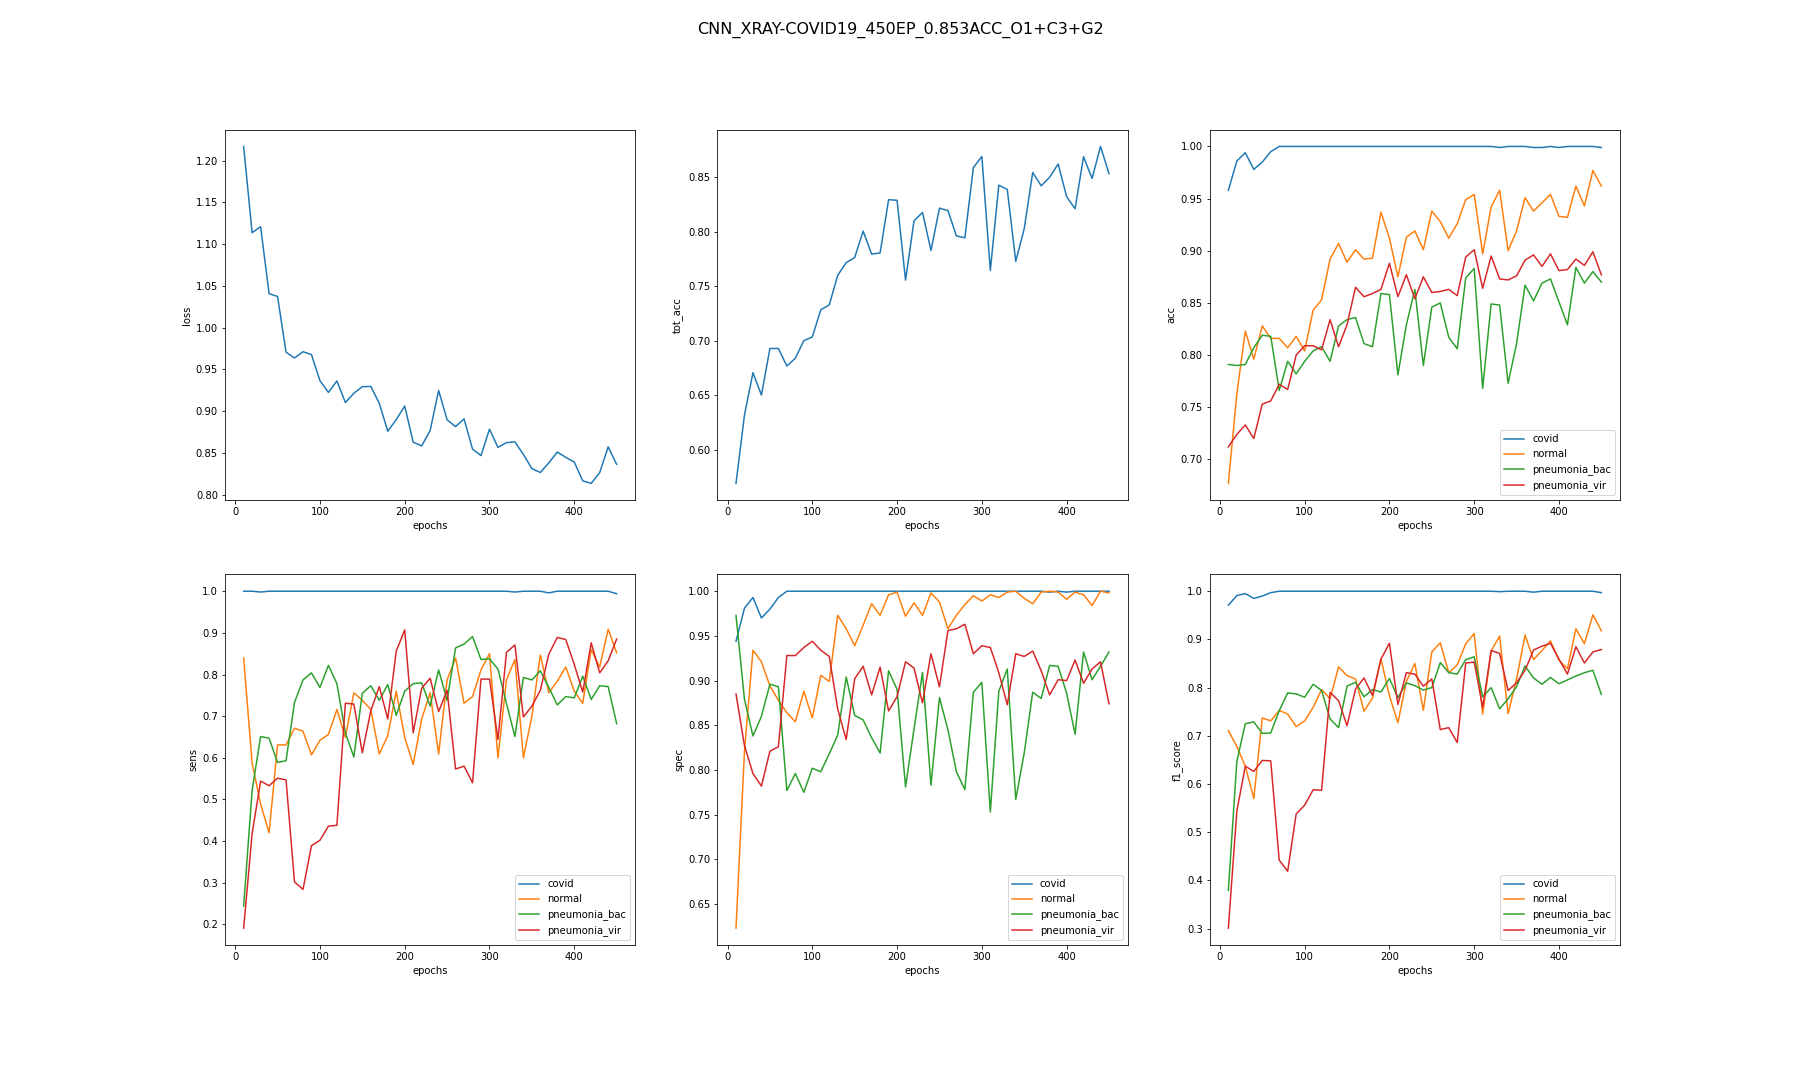 CNN_XRAY-COVID19_450EP_0.853ACC_O1+C3+G2
loss
1.20
1.15
1.10
1.05
1.00
0.95
0.90
0.85
0.80
0 100 200 300 400
epochs
tot_acc
0.85
0.80
0.75
0.70
0.65
0.60
0 100 200 300 400
epochs
acc
1.00
0.95
0.90
0.85
0.80
0.75
0.70
covid
normal
pneumonia_bac
pneumonia_vir
0 100 200 300 400
epochs
sens
1.0
0.9
0.8
0.7
0.6
0.5
0.4
0.3
0.2
covid
normal
pneumonia_bac
pneumonia_vir
0 100 200 300 400
epochs
spec
1.00
0.95
0.90
0.85
0.80
0.75
0.70
0.65
covid
normal
pneumonia_bac
pneumonia_vir
0 100 200 300 400
epochs
f1_score
1.0
0.9
0.8
0.7
0.6
0.5
0.4
0.3
covid
normal
pneumonia_bac
pneumonia_vir
0 100 200 300 400
epochs